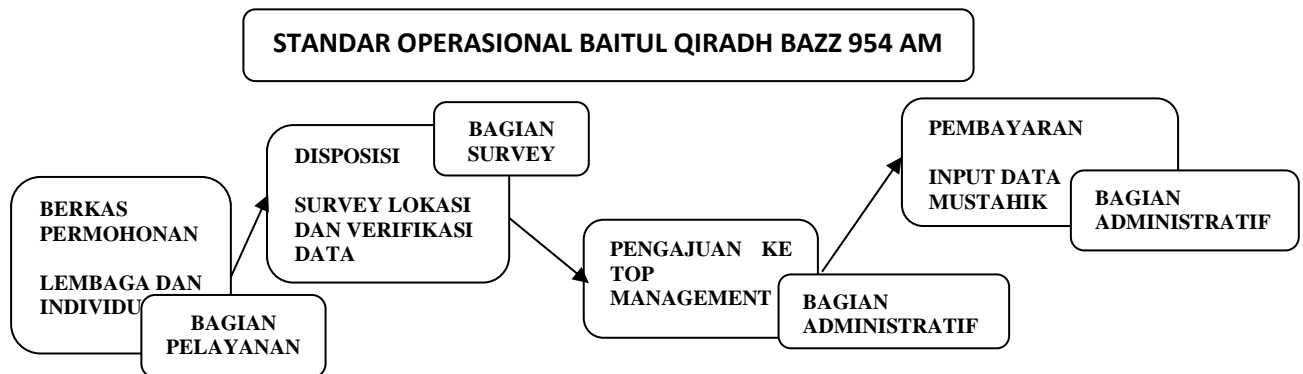 STANDAR OPERASIONAL BAITUL QIRADH BAZZ 954 AM
BERKAS
PERMOHONAN
LEMBAGA DAN
INDIVIDU
BAGIAN
PELAYANAN
DISPOSISI
SURVEY LOKASI
DAN VERIFIKASI
DATA
BAGIAN
SURVEY
PENGAJUAN KE
TOP
MANAGEMENT
BAGIAN
ADMINISTRATIF
PEMBAYARAN
INPUT DATA
MUSTAHIK
BAGIAN
ADMINISTRATIF